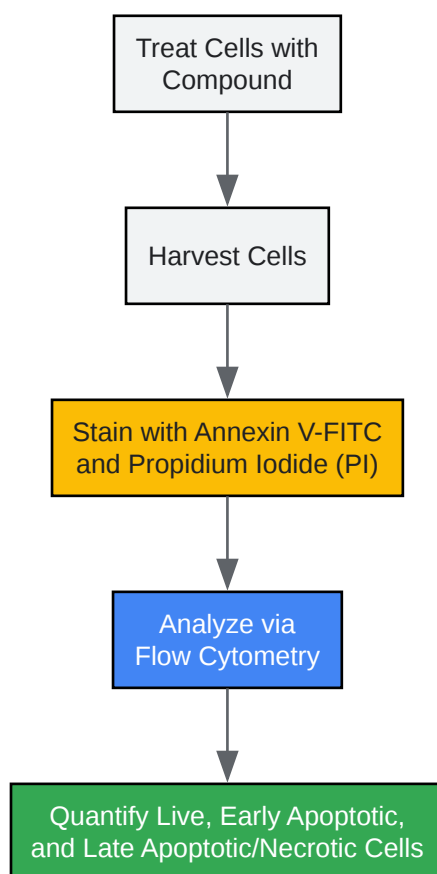 Treat Cells with
Compound
Harvest Cells
Stain with Annexin V-FITC
and Propidium Iodide (PI)
Analyze via
Flow Cytometry
Quantify Live, Early Apoptotic,
and Late Apoptotic/Necrotic Cells